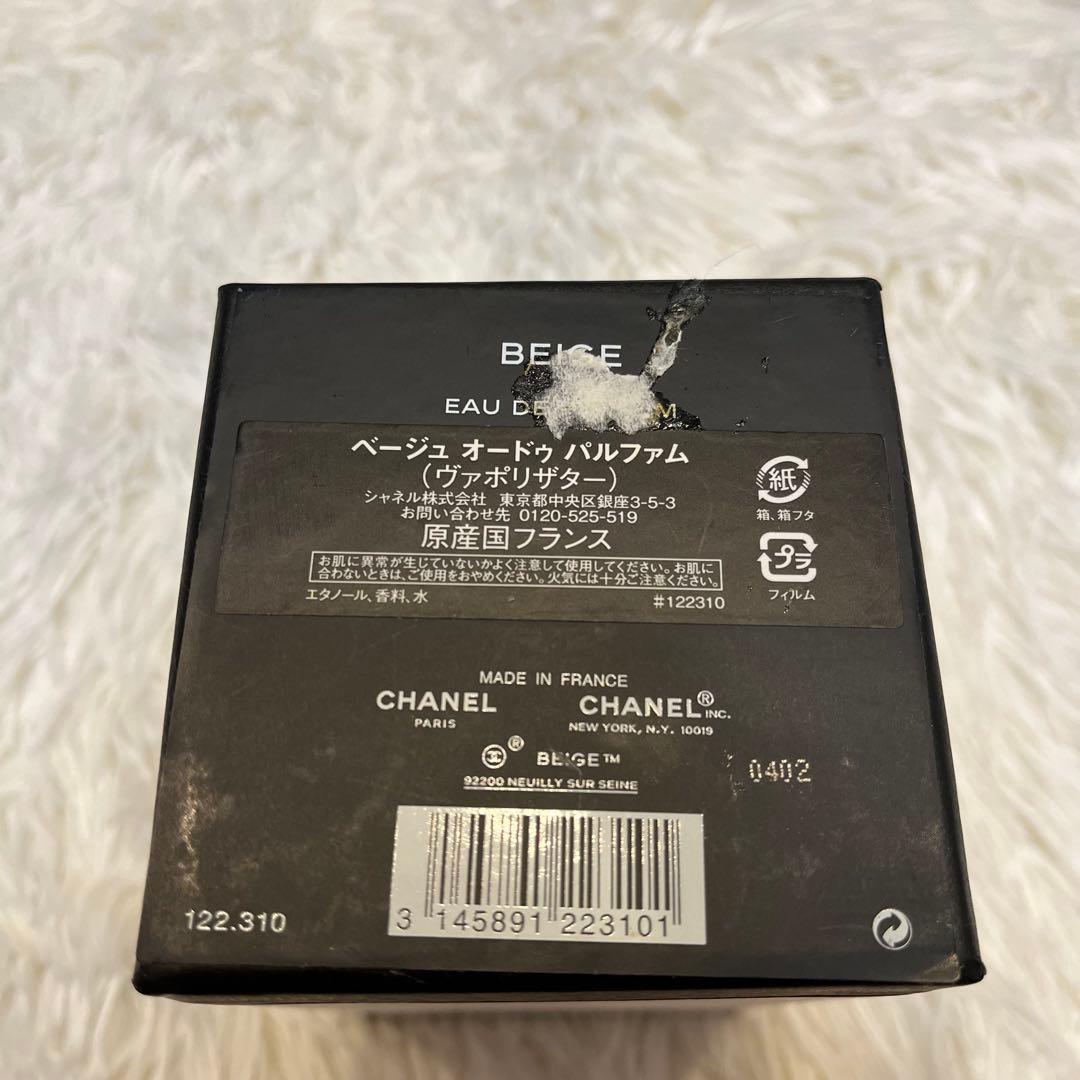 BEIGE
EAU DE
ベージュ オードゥ パルファム
(ヴァポリザター)
シャネル株式会社 東京都中央区銀座3-5-3
お問い合わせ先 0120-525-519
原産国フランス
お肌に異常が生じていないかよく注意して使用してください。お肌に
合わないときは、ご使用をおやめください。火気には十分ご注意ください。
エタノール、香料、水 #122310
紙
箱、箱フタ
プラ
フィルム
MADE IN FRANCE
CHANEL CHANEL® INC.
PARIS NEW YORK, N.Y. 10019
® BEIGE™
92200 NEUILLY SUR SEINE
0402
122.310
3 145891 223101